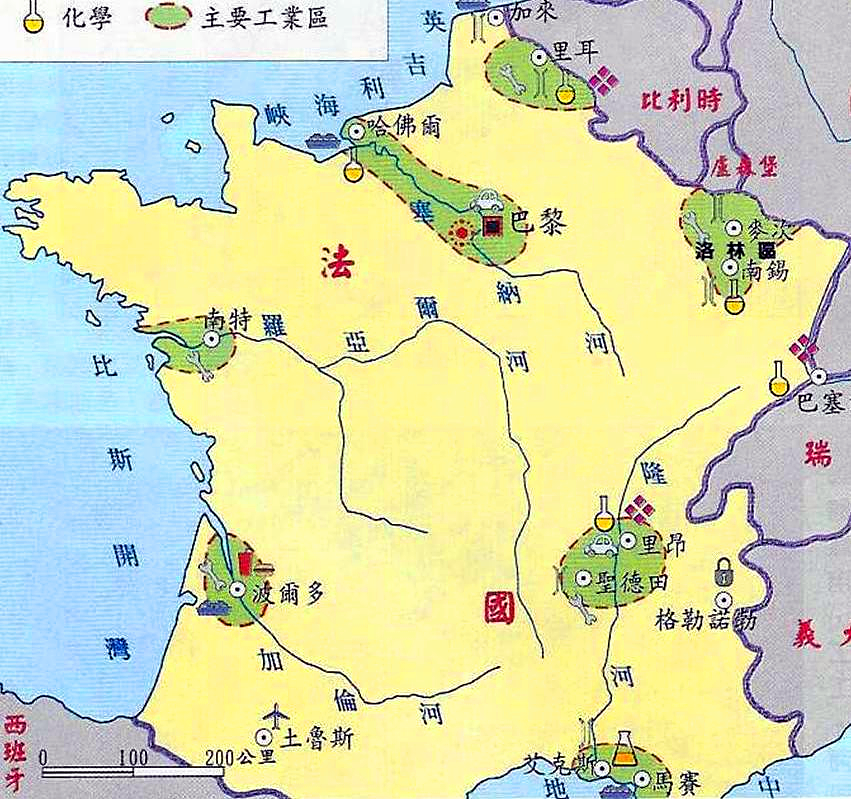 化學
主要工業區
英
吉
利
海
峽
加來
里耳
比利時
盧森堡
哈佛爾
塞
納
河
巴黎
法
國
麥次
洛林區
南錫
南特
羅
亞
爾
河
比
斯
開
灣
巴塞
瑞
隆
河
里昂
聖德田
格勒諾勃
義大
波爾多
加
倫
河
土魯斯
西班牙
0 100 200公里
艾克斯
馬賽
地
中